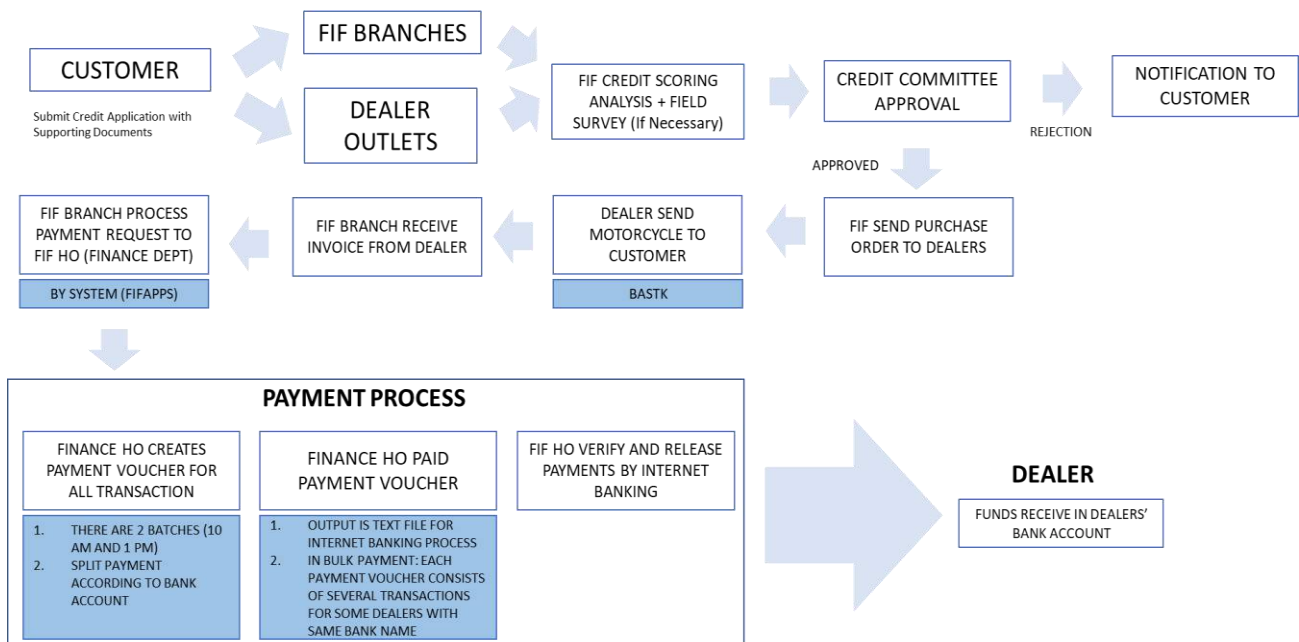 CUSTOMER
Submit Credit Application with
Supporting Documents
FIF BRANCHES
DEALER
OUTLETS
FIF CREDIT SCORING
ANALYSIS + FIELD
SURVEY (If Necessary)
CREDIT COMMITTEE
APPROVAL
REJECTION
NOTIFICATION TO
CUSTOMER
APPROVED
FIF SEND PURCHASE
ORDER TO DEALERS
DEALER SEND
MOTORCYCLE TO
CUSTOMER
BASTK
FIF BRANCH RECEIVE
INVOICE FROM DEALER
FIF BRANCH PROCESS
PAYMENT REQUEST TO
FIF HO (FINANCE DEPT)
BY SYSTEM (FIFAPPS)
PAYMENT PROCESS
FINANCE HO CREATES
PAYMENT VOUCHER FOR
ALL TRANSACTION
1. THERE ARE 2 BATCHES (10
AM AND 1 PM)
2. SPLIT PAYMENT
ACCORDING TO BANK
ACCOUNT
FINANCE HO PAID
PAYMENT VOUCHER
1. OUTPUT IS TEXT FILE FOR
INTERNET BANKING PROCESS
2. IN BULK PAYMENT: EACH
PAYMENT VOUCHER CONSISTS
OF SEVERAL TRANSACTIONS
FOR SOME DEALERS WITH
SAME BANK NAME
FIF HO VERIFY AND RELEASE
PAYMENTS BY INTERNET
BANKING
DEALER
FUNDS RECEIVE IN DEALERS'
BANK ACCOUNT